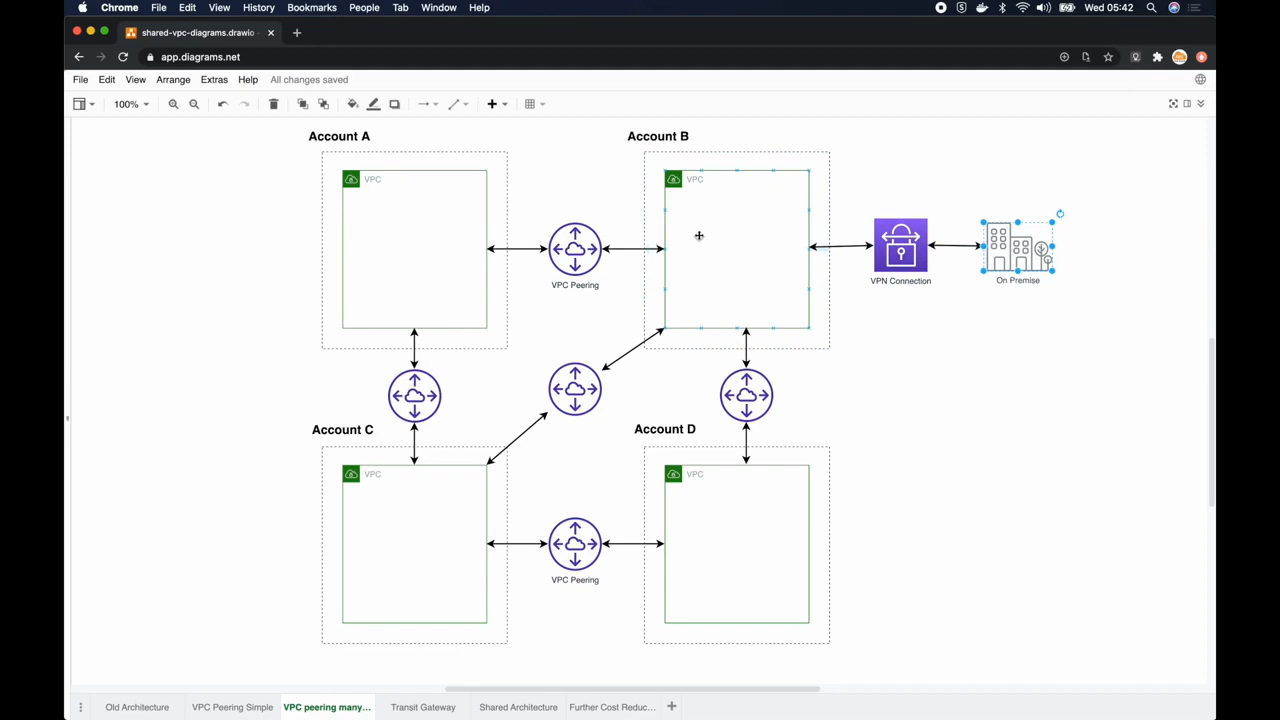 Chrome File Edit View History Bookmarks People Tab Window Help
Wed 05:42
shared-vpc-diagrams.drawio
app.diagrams.net
File Edit View Arrange Extras Help All changes saved
100%
Account A
Account B
VPC
VPC
VPC Peering
VPN Connection
On Premise
Account C
Account D
VPC
VPC
VPC Peering
Old Architecture
VPC Peering Simple
VPC peering many...
Transit Gateway
Shared Architecture
Further Cost Reduc...